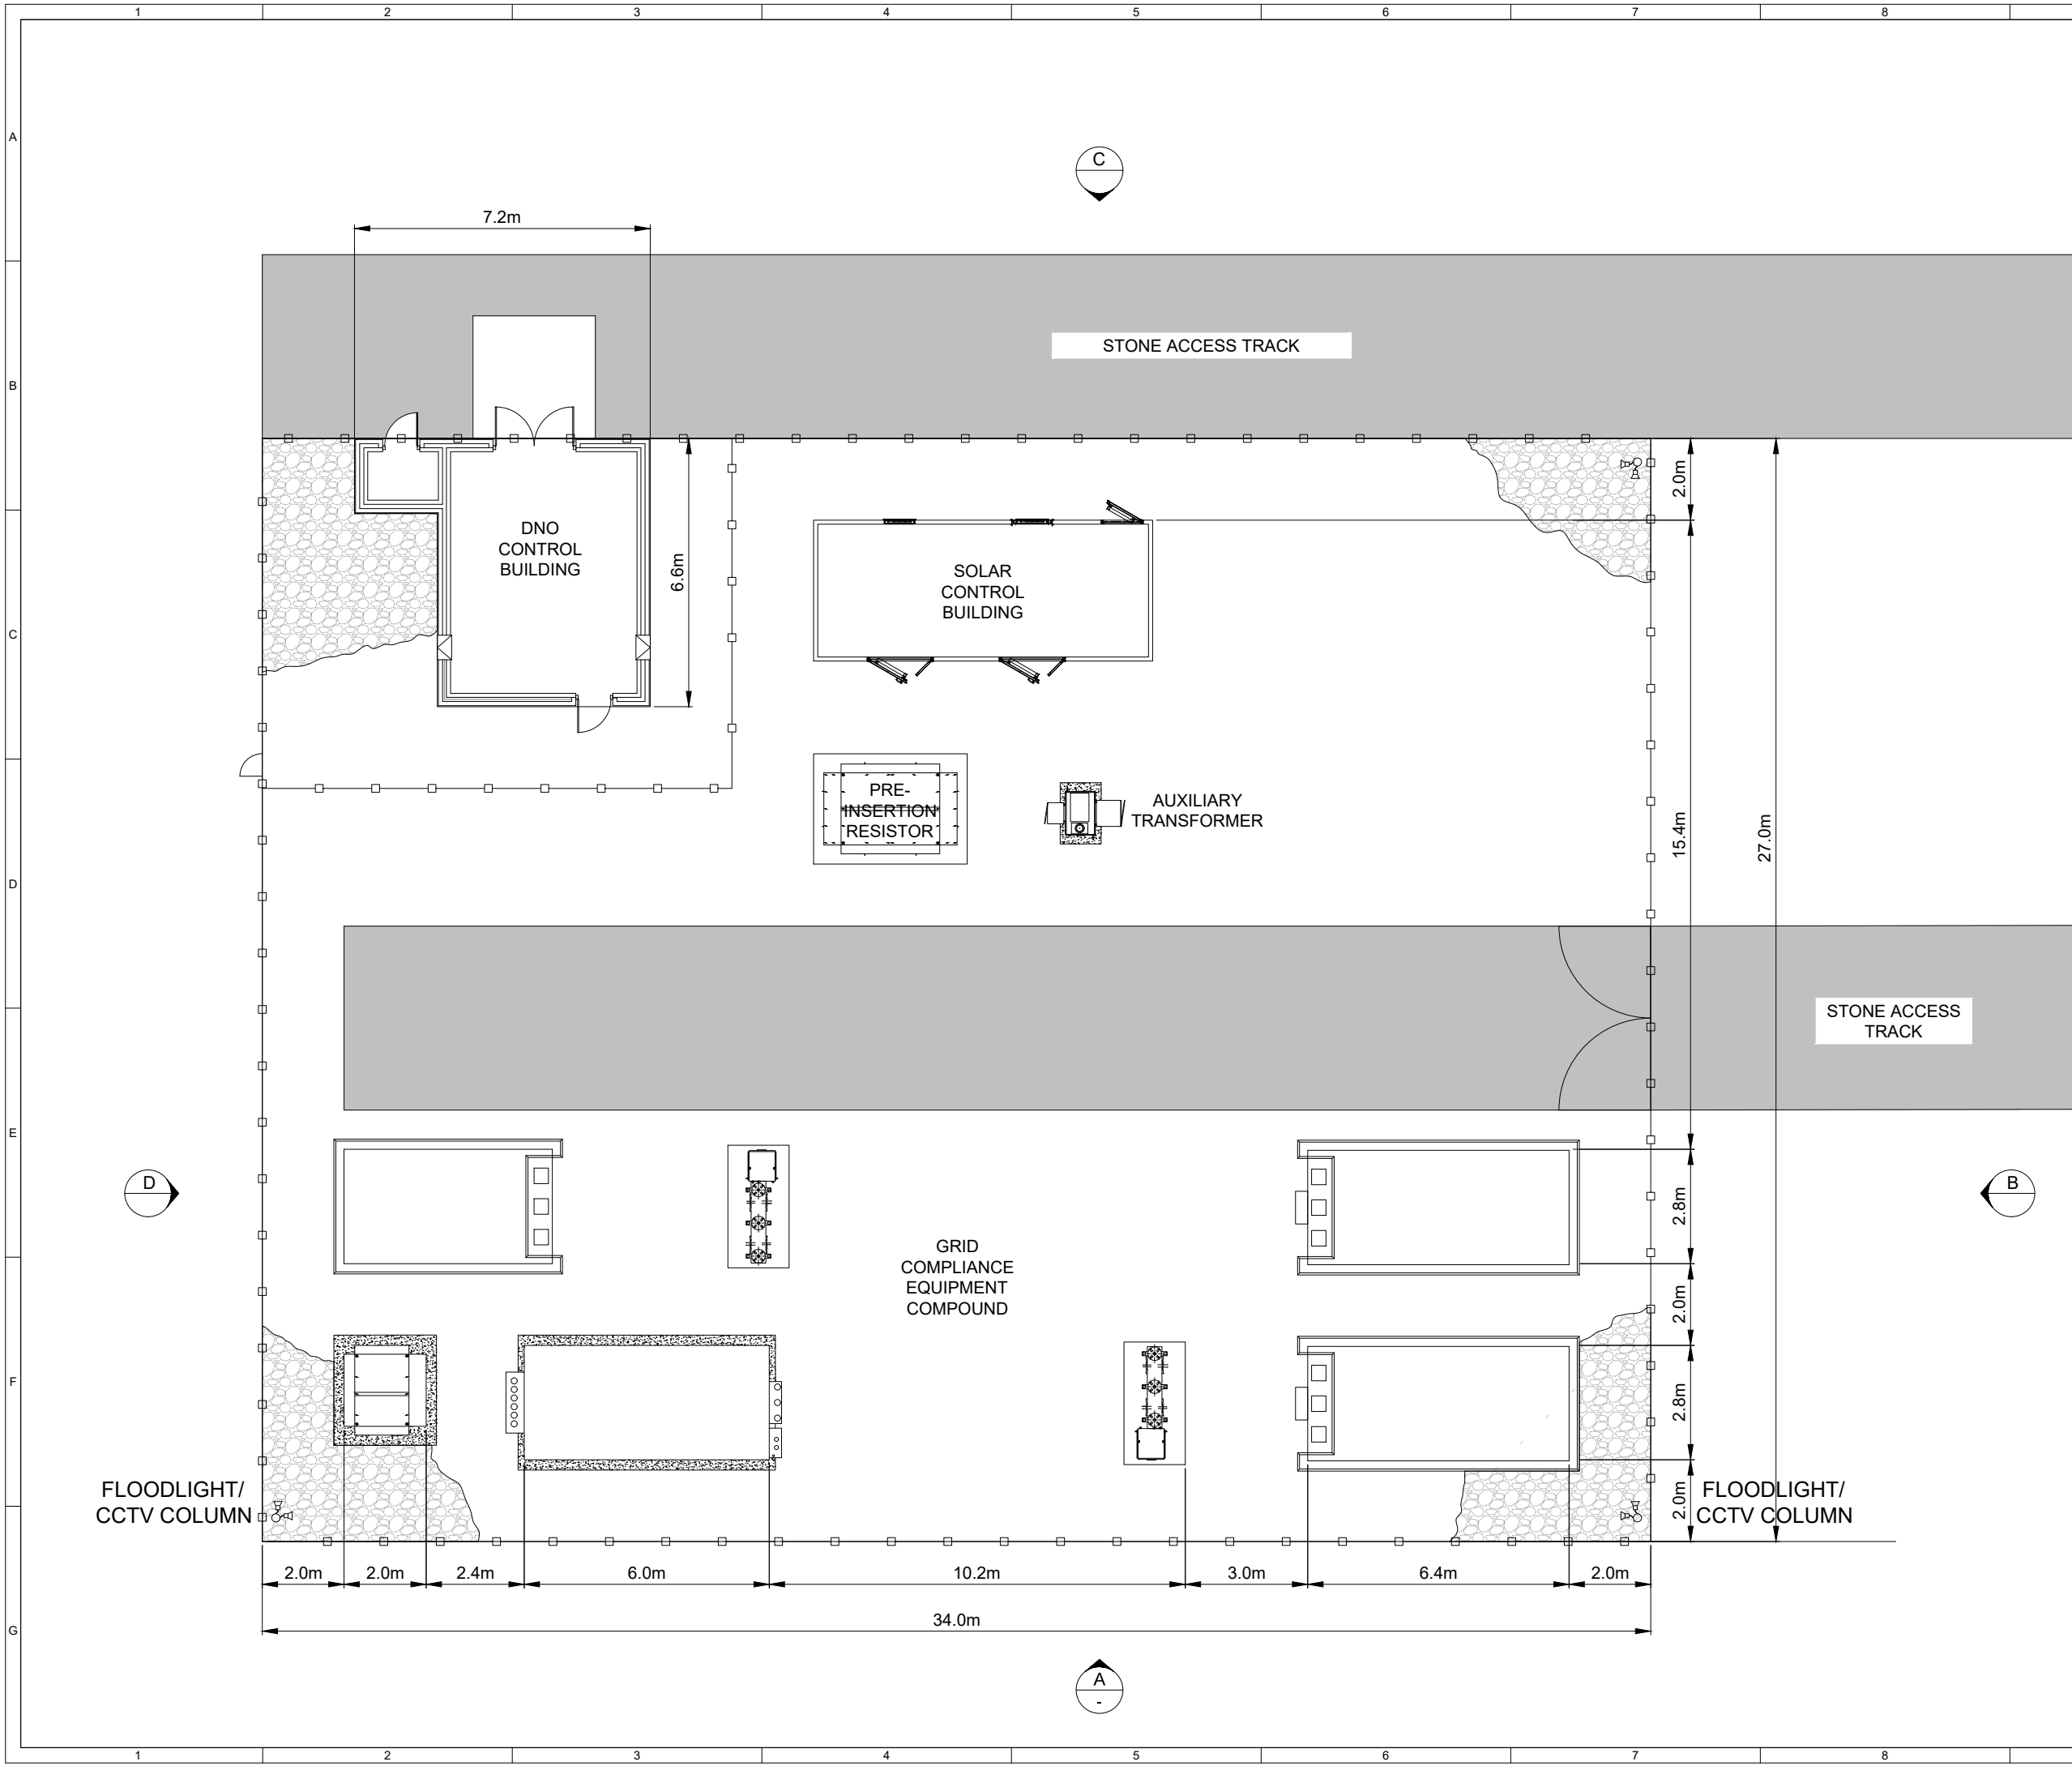 1 2 3 4 5 6 7 8
A
C
7.2m
STONE ACCESS TRACK
B
2.0m
DNO
CONTROL
BUILDING
6.6m
SOLAR
CONTROL
BUILDING
C
PRE-
INSERTION
RESISTOR
AUXILIARY
TRANSFORMER
15.4m
27.0m
D
STONE ACCESS
TRACK
E
D
2.8m
B
GRID
COMPLIANCE
EQUIPMENT
COMPOUND
2.0m
F
2.8m
FLOODLIGHT/
CCTV COLUMN
2.0m
FLOODLIGHT/
CCTV COLUMN
2.0m 2.0m 2.4m 6.0m 10.2m 3.0m 6.4m 2.0m
34.0m
G
A
-
1 2 3 4 5 6 7 8